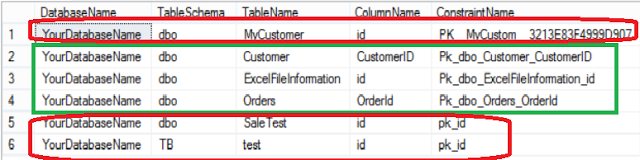 DatabaseName TableSchema TableName ColumnName ConstraintName
1 YourDatabaseName dbo MyCustomer id PK__MyCustom__3213E83F4999D907
2 YourDatabaseName dbo Customer CustomerID Pk_dbo_Customer_CustomerID
3 YourDatabaseName dbo ExcelFileInformation id Pk_dbo_ExcelFileInformation_id
4 YourDatabaseName dbo Orders OrderId Pk_dbo_Orders_OrderId
5 YourDatabaseName dbo SaleTest id pk_id
6 YourDatabaseName TB test id pk_id